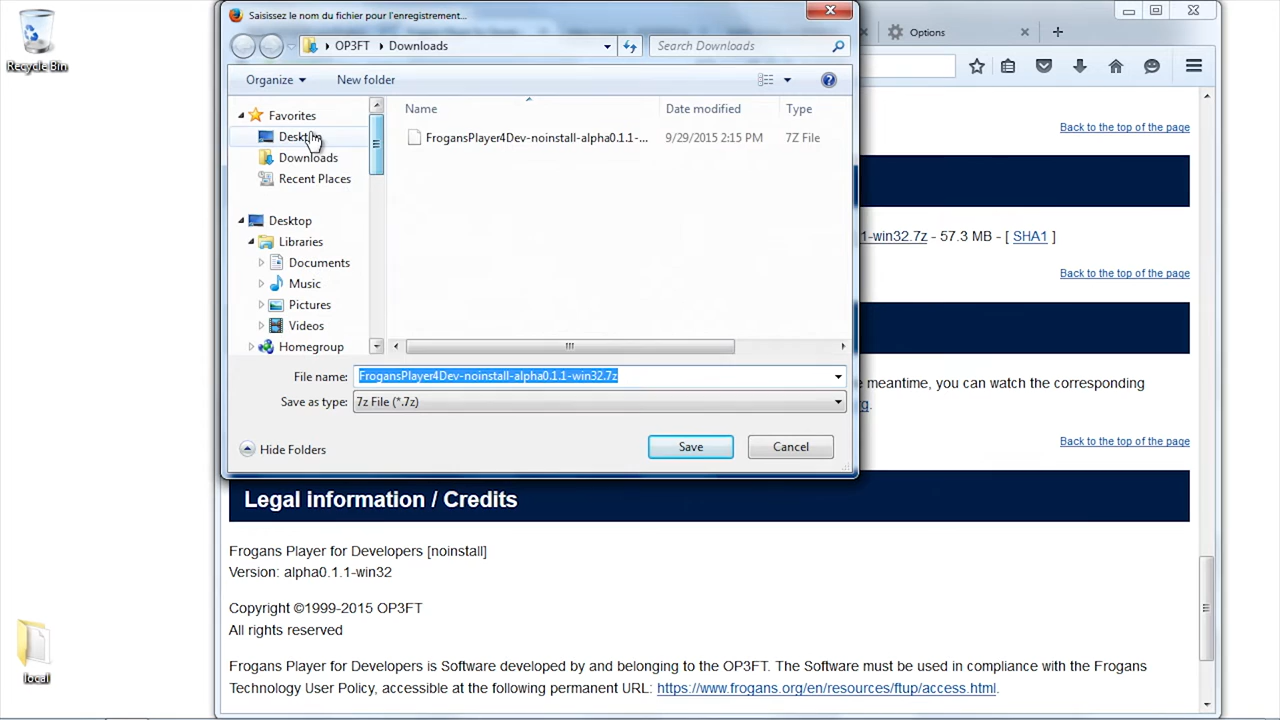 Recycle Bin
Saisissez le nom du fichier pour l'enregistrement...
OP3FT
Downloads
Search Downloads
Options
Organize
New folder
Favorites
Desktop
Downloads
Recent Places
Desktop
Libraries
Documents
Music
Pictures
Videos
Homegroup
Name
Date modified
Type
FrogansPlayer4Dev-noinstall-alpha0.1.1-...
9/29/2015 2:15 PM
7Z File
File name:
FrogansPlayer4Dev-noinstall-alpha0.1.1-win32.7z
Save as type:
7z File (*.7z)
Hide Folders
Save
Cancel
Back to the top of the page
1-win32.7z - 57.3 MB - [ SHA1 ]
Back to the top of the page
e meantime, you can watch the corresponding
g.
Back to the top of the page
Legal information / Credits
Frogans Player for Developers [noinstall]
Version: alpha0.1.1-win32
Copyright ©1999-2015 OP3FT
All rights reserved
Frogans Player for Developers is Software developed by and belonging to the OP3FT. The Software must be used in compliance with the Frogans
Technology User Policy, accessible at the following permanent URL: https://www.frogans.org/en/resources/ftup/access.html.
local